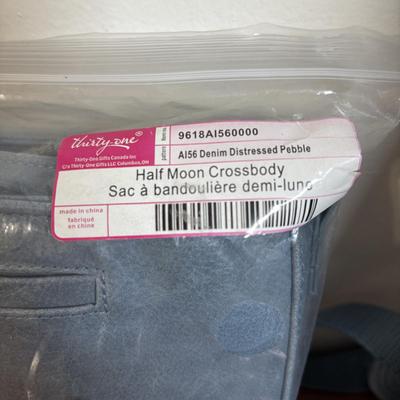 thirty-one®
Thirty-One Gifts Canada Inc
C/o Thirty-One Gifts LLC Columbus, OH
pattern
9618AI560000
AI56 Denim Distressed Pebble
Half Moon Crossbody
Sac à bandoulière demi-lune
made in china
fabriqué
en chine